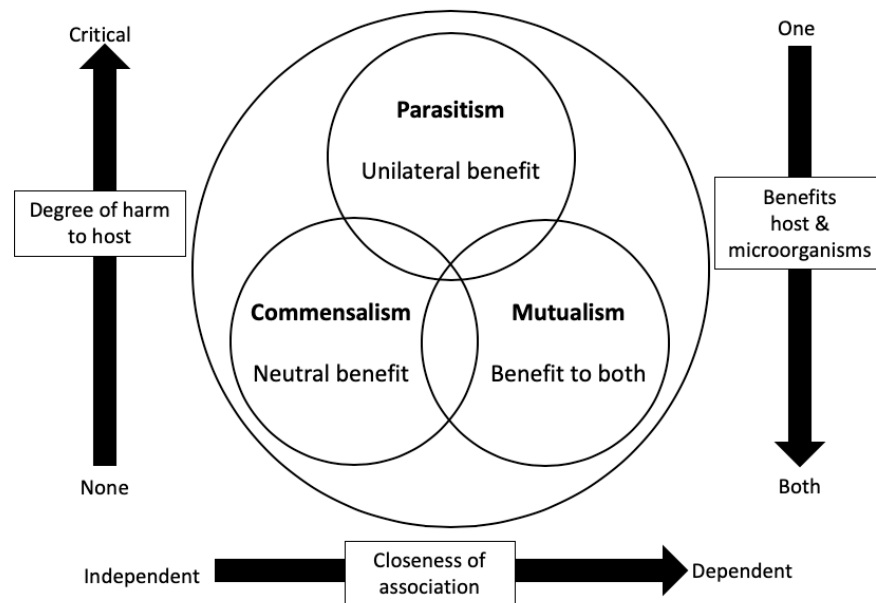 Critical
One
Parasitism
Unilateral benefit
Degree of harm
to host
Benefits
host &
microorganisms
Commensalism
Neutral benefit
Mutualism
Benefit to both
None
Both
Independent
Closeness of
association
Dependent